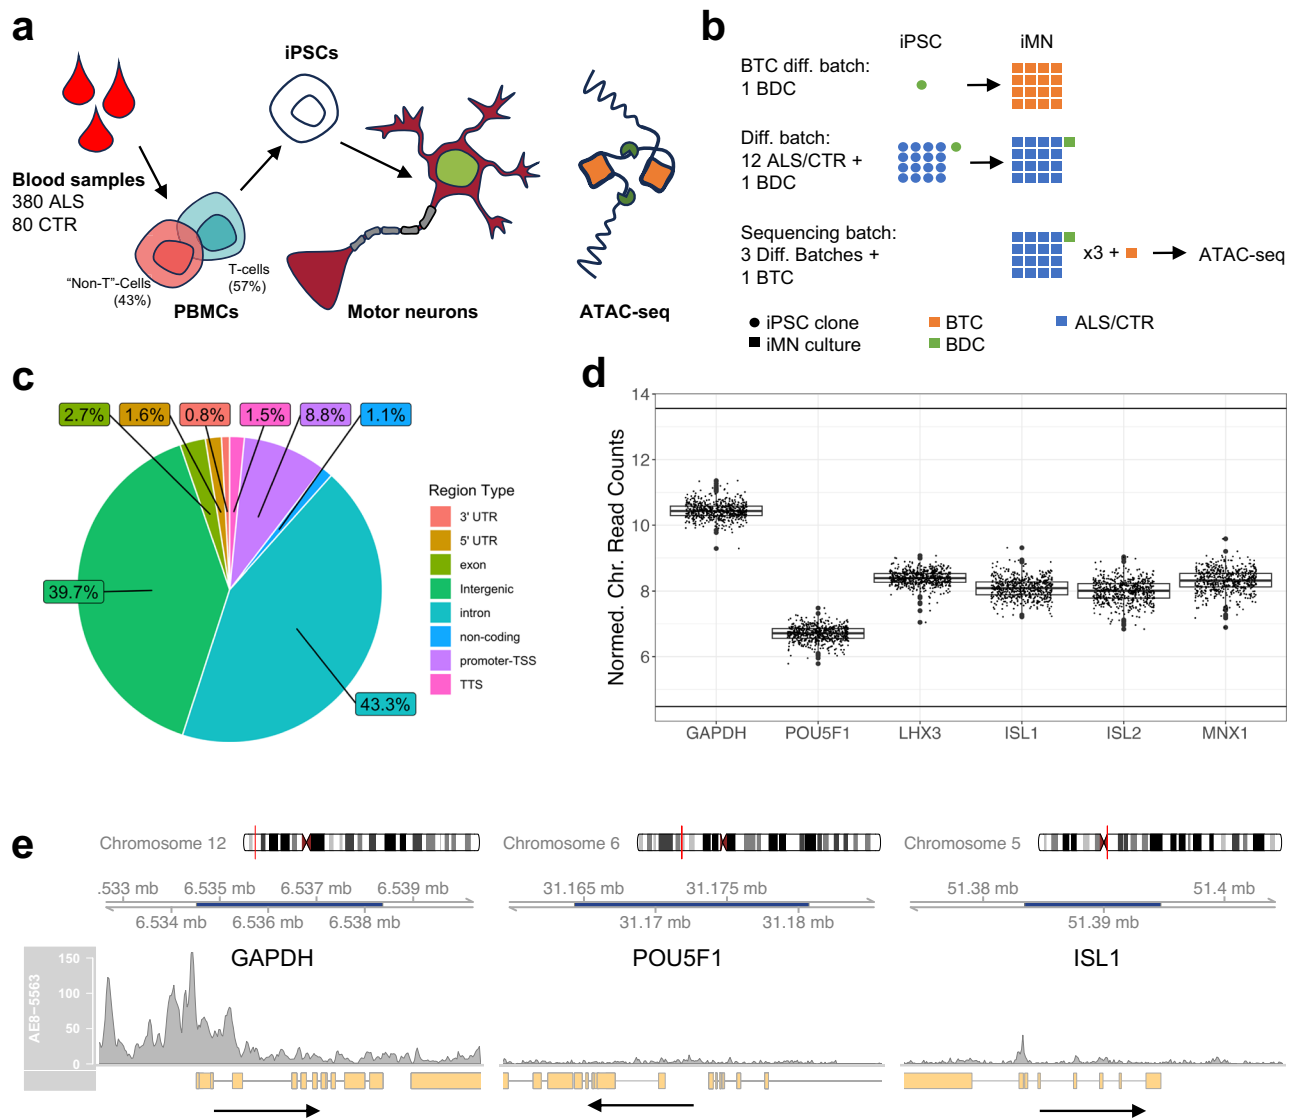 a
iPSCs
Blood samples
380 ALS
80 CTR
"Non-T"-Cells
(43%)
T-cells
(57%)
PBMCs
Motor neurons
ATAC-seq
b
iPSC
iMN
BTC diff. batch:
1 BDC
Diff. batch:
12 ALS/CTR +
1 BDC
Sequencing batch:
3 Diff. Batches +
1 BTC
x3 +
ATAC-seq
iPSC clone
iMN culture
BTC
BDC
ALS/CTR
c
2.7%
1.6%
0.8%
1.5%
8.8%
1.1%
39.7%
43.3%
Region Type
3' UTR
5' UTR
exon
Intergenic
intron
non-coding
promoter-TSS
TTS
d
Normed. Chr. Read Counts
14
12
10
8
6
GAPDH
POU5F1
LHX3
ISL1
ISL2
MNX1
e
Chromosome 12
.533 mb
6.535 mb
6.537 mb
6.539 mb
6.534 mb
6.536 mb
6.538 mb
GAPDH
AE8-5563
150
100
50
0
Chromosome 6
31.165 mb
31.175 mb
31.17 mb
31.18 mb
POU5F1
Chromosome 5
51.38 mb
51.4 mb
51.39 mb
ISL1